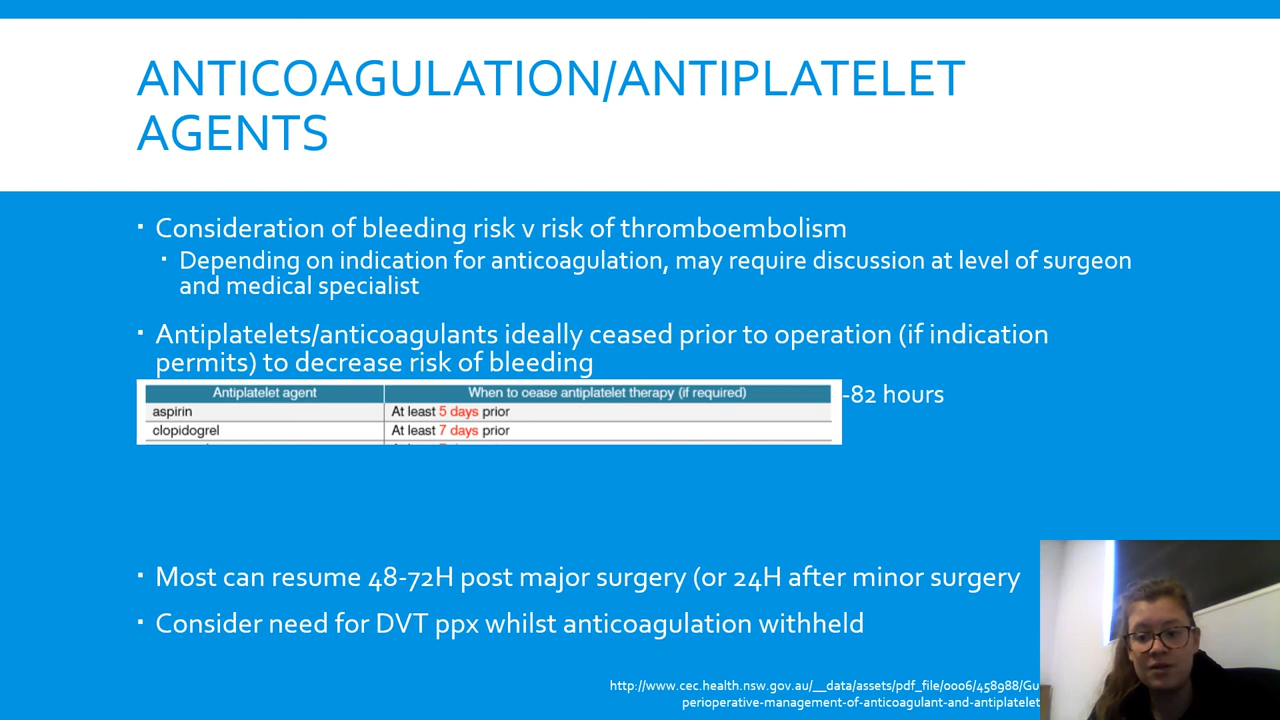 ANTICOAGULATION/ANTIPLATELET
AGENTS
Consideration of bleeding risk v risk of thromboembolism
Depending on indication for anticoagulation, may require discussion at level of surgeon
and medical specialist
Antiplatelets/anticoagulants ideally ceased prior to operation (if indication
permits) to decrease risk of bleeding
-82 hours
Antiplatelet agent When to cease antiplatelet therapy (if required)
aspirin At least 5 days prior
clopidogrel At least 7 days prior
Most can resume 48-72H post major surgery (or 24H after minor surgery
Consider need for DVT ppx whilst anticoagulation withheld
http://www.cec.health.nsw.gov.au/__data/assets/pdf_file/0006/458988/Gu
perioperative-management-of-anticoagulant-and-antiplatelet